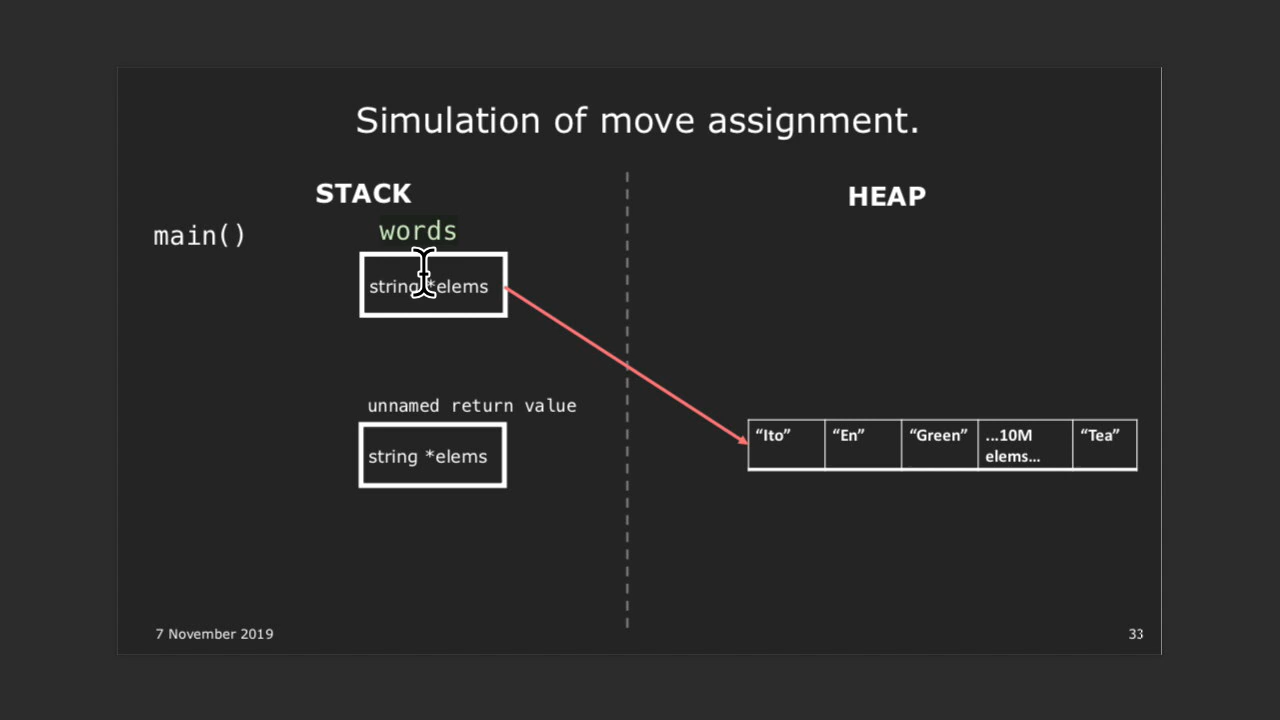 Simulation of move assignment.
STACK
HEAP
main()
words
string *elems
unnamed return value
string *elems
“Ito” “En” “Green” ...10M “Tea”
elems...
7 November 2019
33